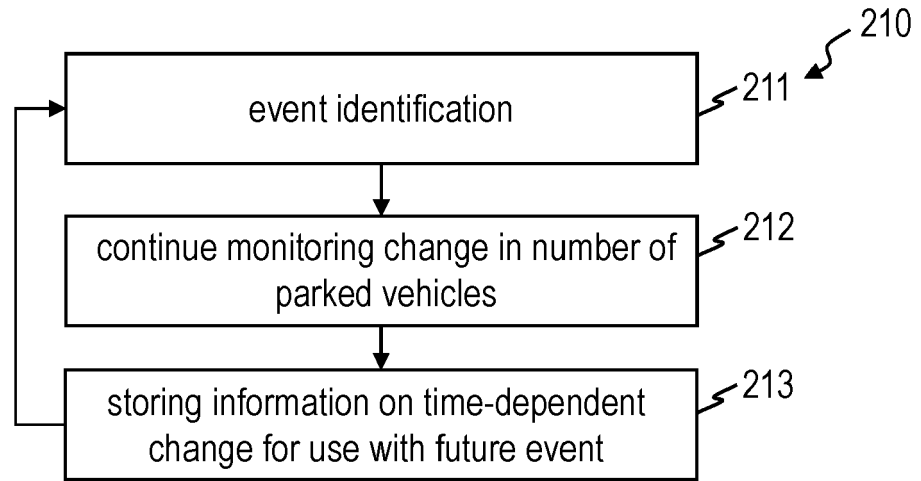 210
event identification
211
continue monitoring change in number of
parked vehicles
212
storing information on time-dependent
change for use with future event
213